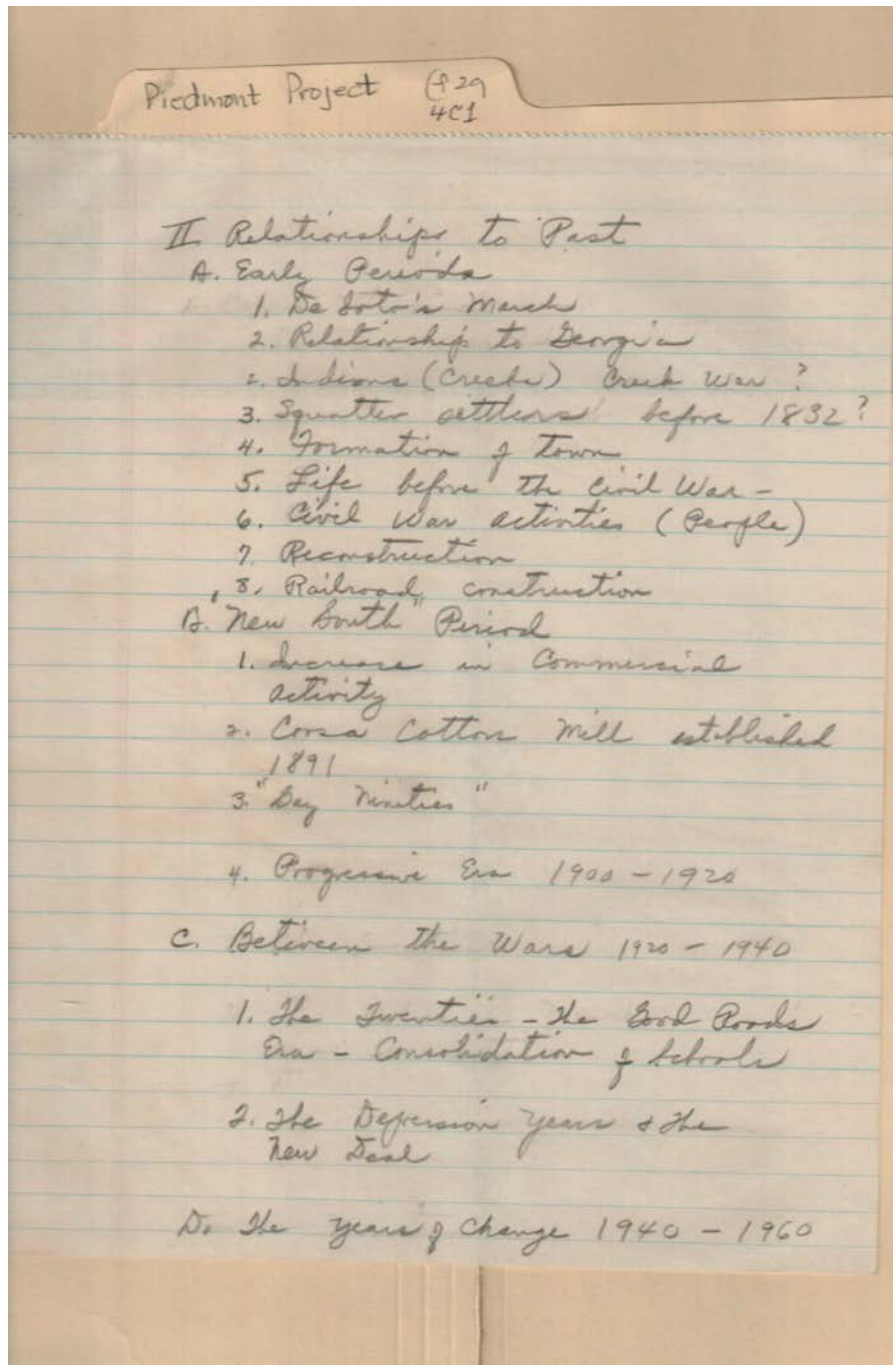 Piedmont Project (f29
4C1
II Relationships to Past
A. Early Periods
1. De Soto's March
2. Relationship to Georgia
2. Indians (Creeks) Creek War ?
3. Squatter settlers before 1832?
4. Formation of Town
5. Life before the Civil War -
6. Civil War activities (People)
7. Reconstruction
8. Railroad construction
B. "New South" Period
1. Increase in Commercial
activity
2. Coosa Cotton Mill established
1891
3. "Gay Nineties"
4. Progressive Era 1900 - 1920
C. Between the Wars 1920 - 1940
1. The Twenties - The Good Roads
Era - Consolidation of Schools
2. The Depression Years & The
New Deal
D. The years of Change 1940 - 1960